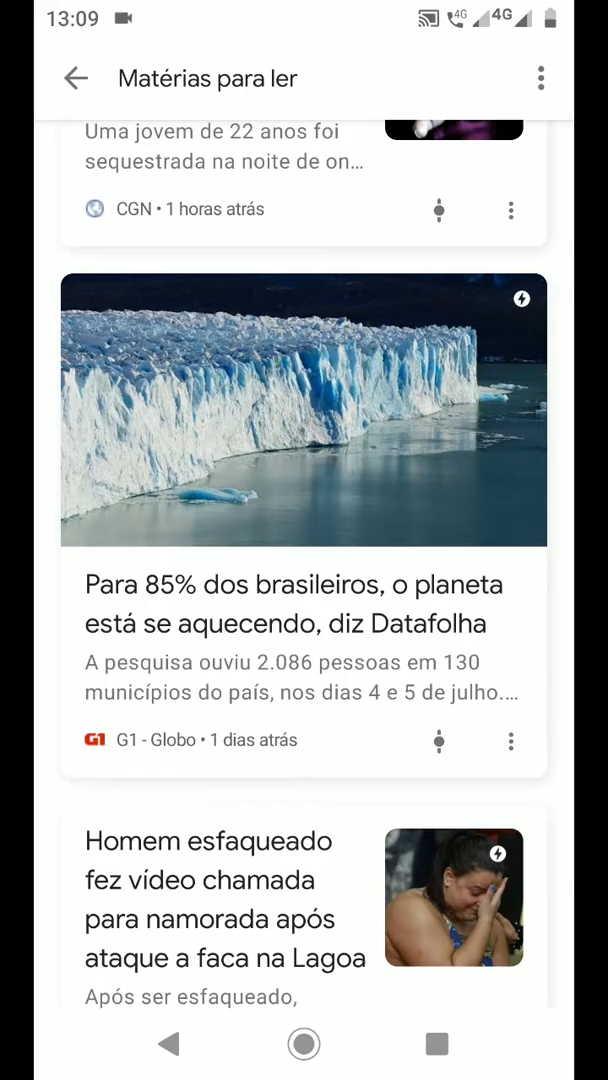 13:09
4G
4G
Matérias para ler
Uma jovem de 22 anos foi
sequestrada na noite de on...
CGN • 1 horas atrás
Para 85% dos brasileiros, o planeta
está se aquecendo, diz Datafolha
A pesquisa ouviu 2.086 pessoas em 130
municípios do país, nos dias 4 e 5 de julho....
G1 G1 - Globo • 1 dias atrás
Homem esfaqueado
fez vídeo chamada
para namorada após
ataque a faca na Lagoa
Após ser esfaqueado,